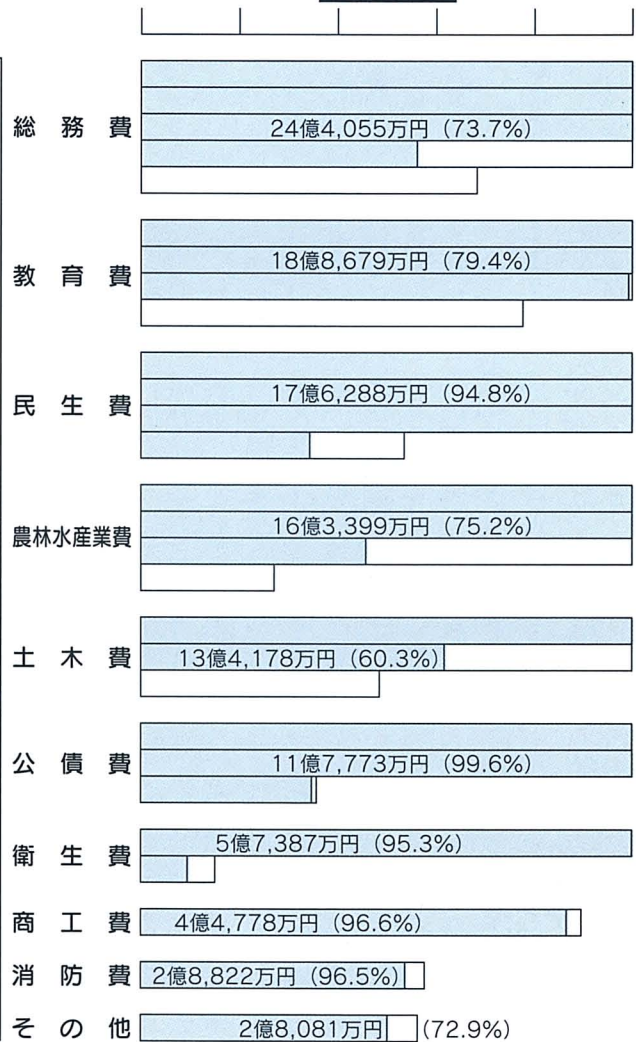 総務費 24億4,055万円（73.7%）
教育費 18億8,679万円（79.4%）
民生費 17億6,288万円（94.8%）
農林水産業費 16億3,399万円（75.2%）
土木費 13億4,178万円（60.3%）
公債費 11億7,773万円（99.6%）
衛生費 5億7,387万円（95.3%）
商工費 4億4,778万円（96.6%）
消防費 2億8,822万円（96.5%）
その他 2億8,081万円（72.9%）